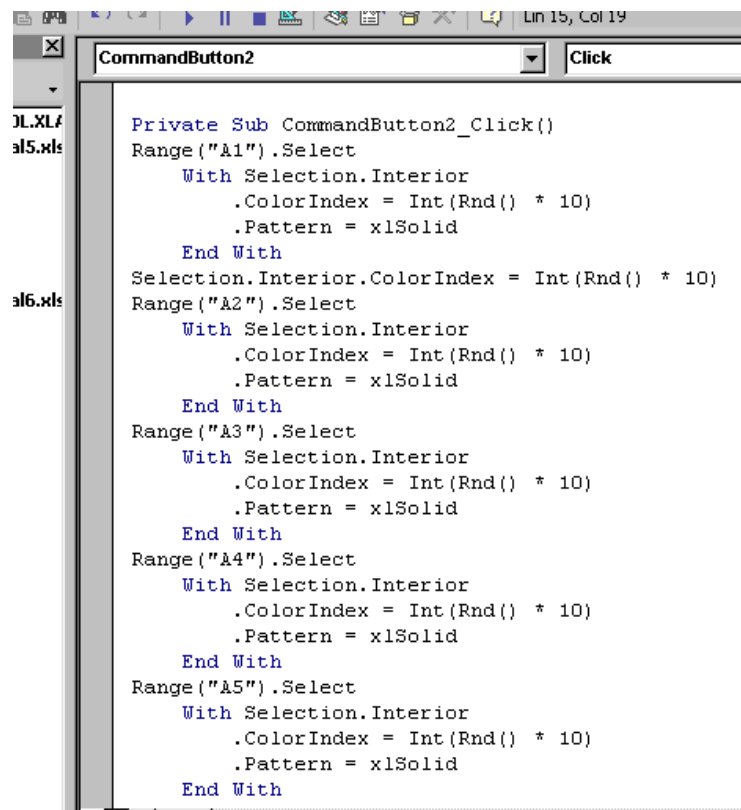 Lin 15, Col 19
CommandButton2
Click
OL.XLA
al5.xls
al6.xls
Private Sub CommandButton2_Click()
Range("A1").Select
With Selection.Interior
.ColorIndex = Int(Rnd() * 10)
.Pattern = xlSolid
End With
Selection.Interior.ColorIndex = Int(Rnd() * 10)
Range("A2").Select
With Selection.Interior
.ColorIndex = Int(Rnd() * 10)
.Pattern = xlSolid
End With
Range("A3").Select
With Selection.Interior
.ColorIndex = Int(Rnd() * 10)
.Pattern = xlSolid
End With
Range("A4").Select
With Selection.Interior
.ColorIndex = Int(Rnd() * 10)
.Pattern = xlSolid
End With
Range("A5").Select
With Selection.Interior
.ColorIndex = Int(Rnd() * 10)
.Pattern = xlSolid
End With